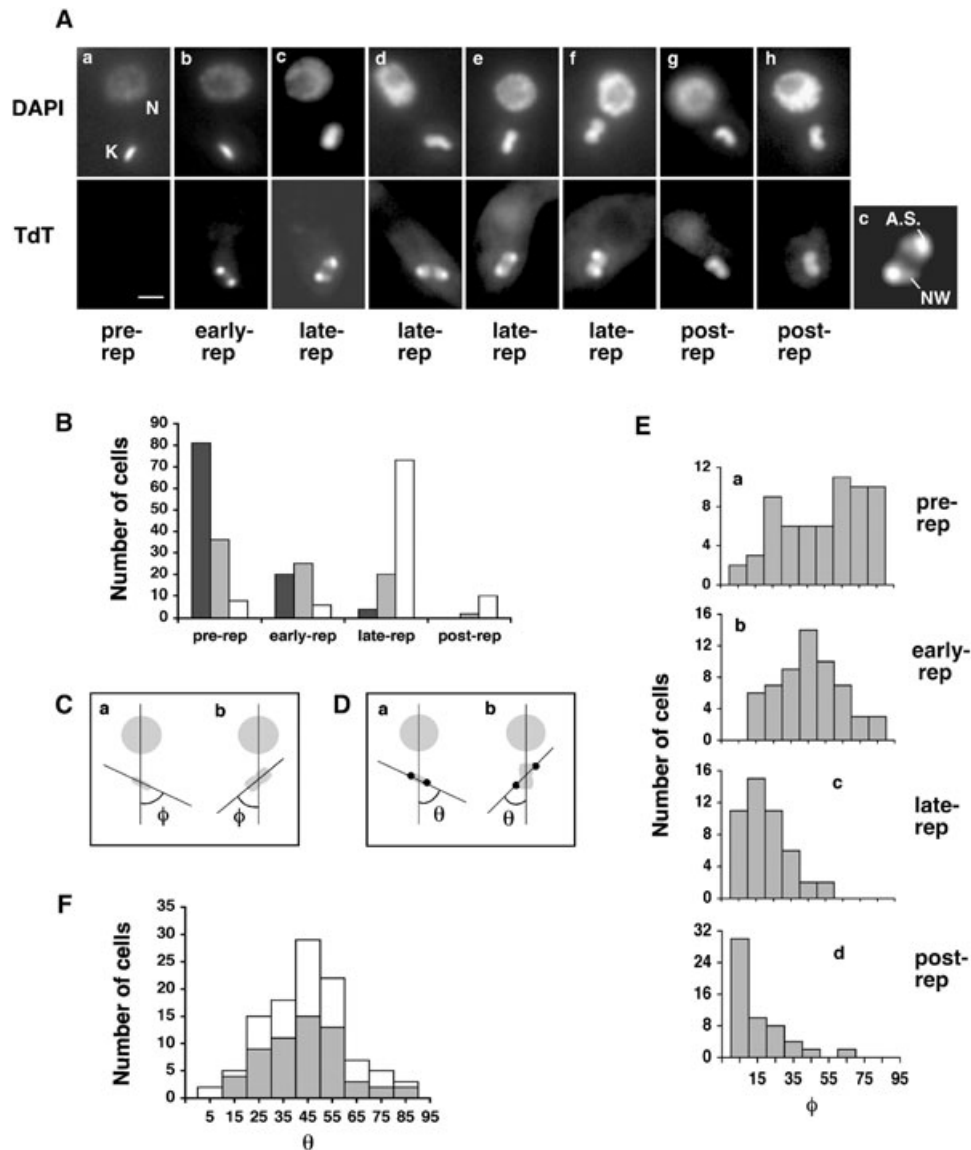 A
a b c d e f g h
DAPI
N
K
TdT
c
A.S.
NW
pre-
rep
early-
rep
late-
rep
late-
rep
late-
rep
late-
rep
post-
rep
post-
rep
B
Number of cells
90
80
70
60
50
40
30
20
10
0
pre-rep early-rep late-rep post-rep
C
a b
ϕ ϕ
D
a b
θ θ
E
Number of cells
a
12
8
4
0
pre-
rep
b
16
12
8
4
0
early-
rep
c
16
12
8
4
0
late-
rep
d
32
24
16
8
0
post-
rep
15 35 55 75 95
ϕ
F
Number of cells
35
30
25
20
15
10
5
0
5 15 25 35 45 55 65 75 85 95
θ